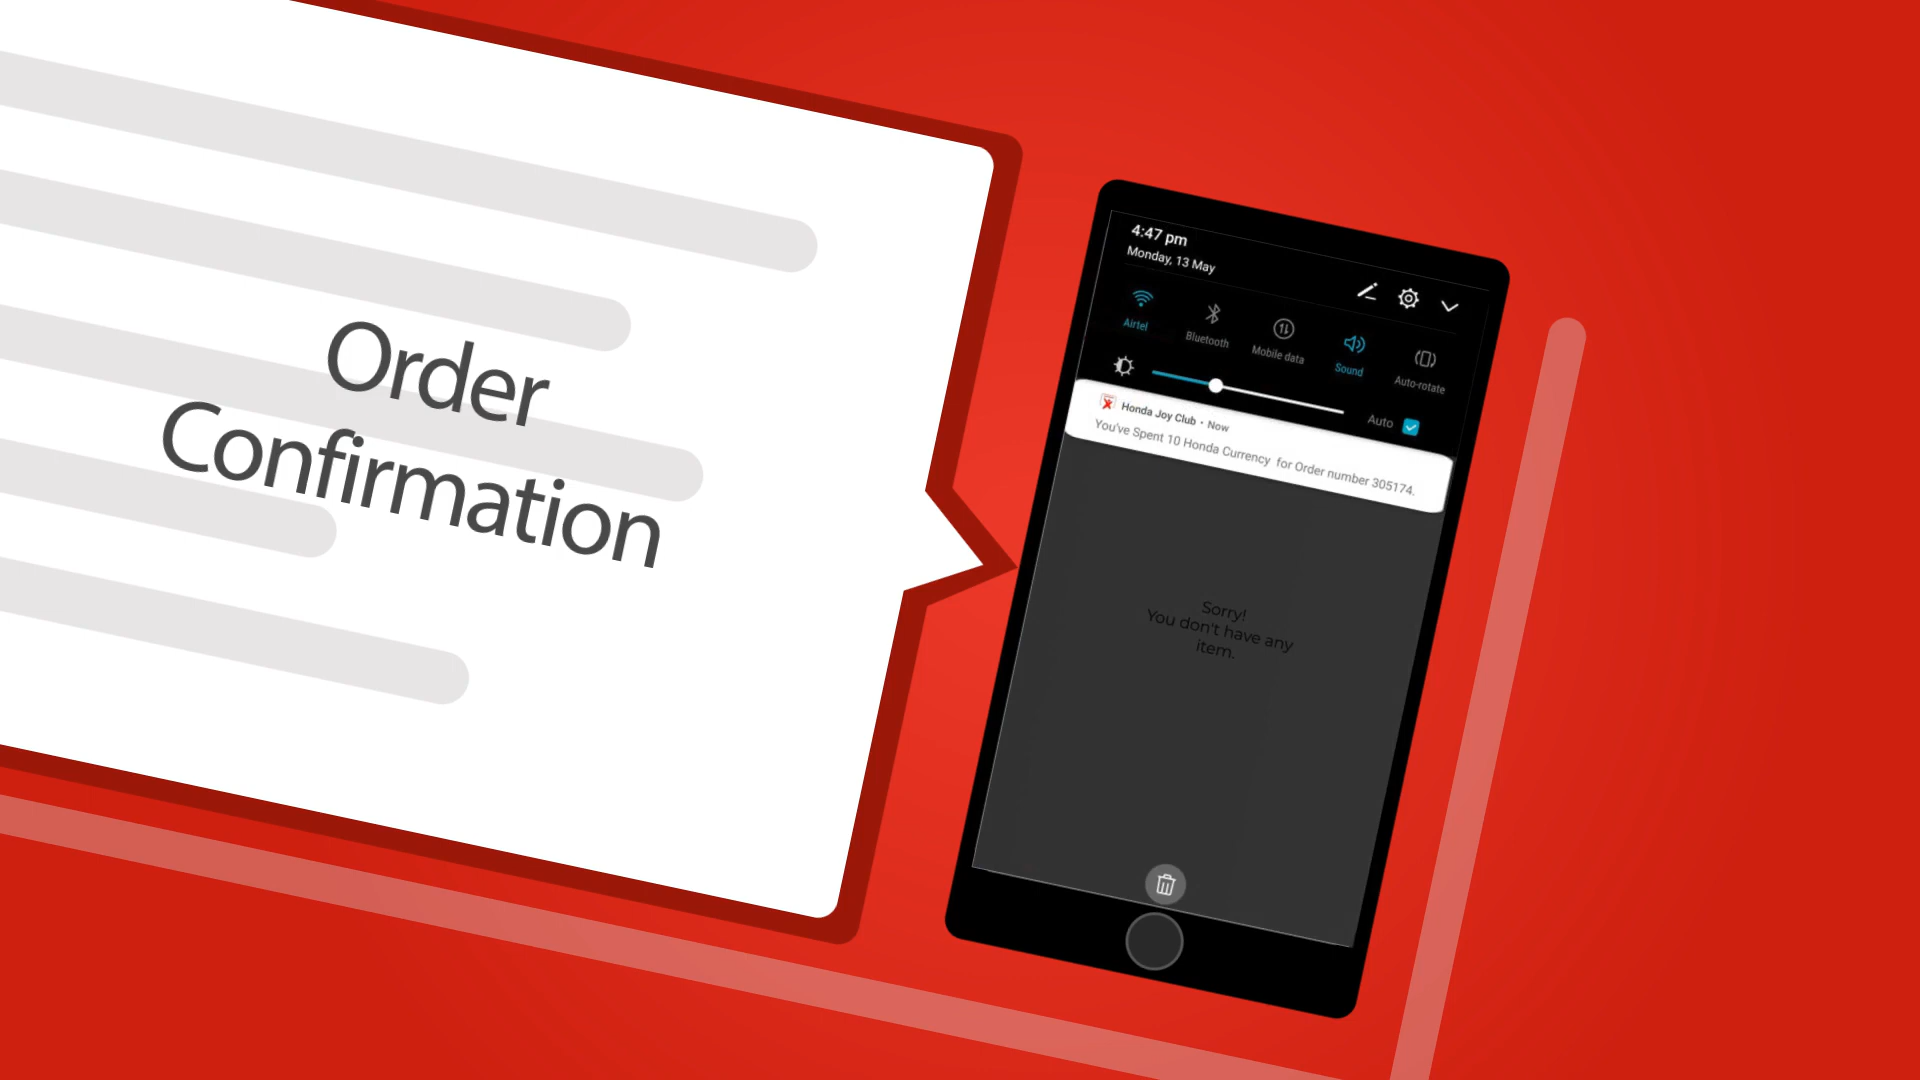 Order
Confirmation
4:47 pm
Monday, 13 May
Airtel
Bluetooth
Mobile data
Sound
Auto-rotate
Auto
Honda Joy Club • Now
You've Spent 10 Honda Currency for Order number 305174.
Sorry!
You don't have any
item.